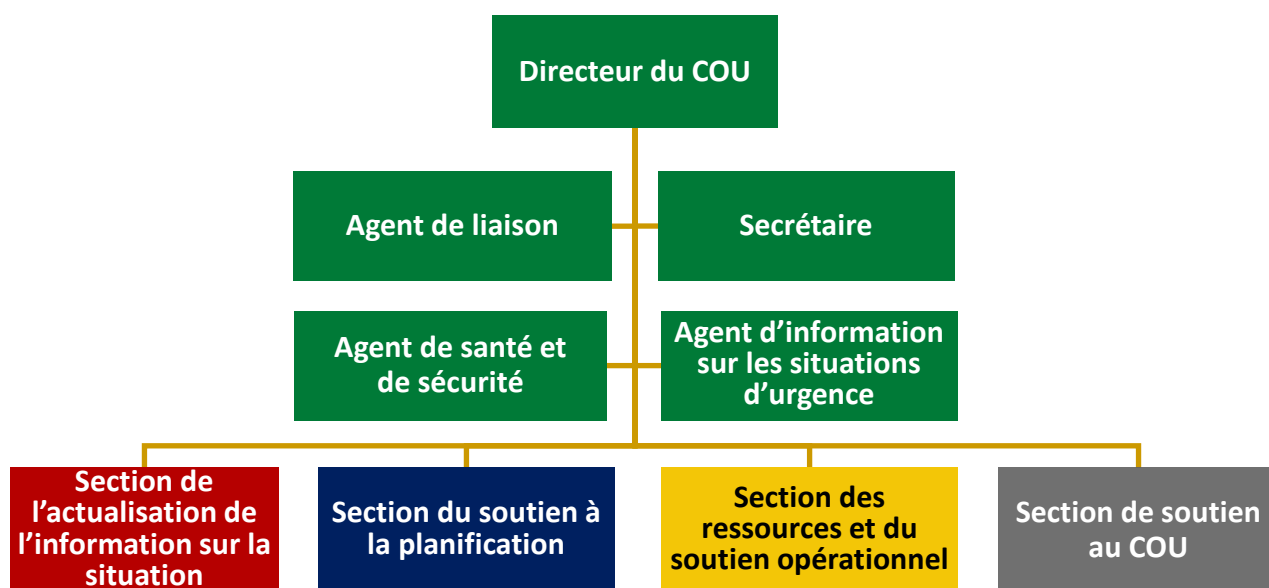 Directeur du COU
Agent de liaison
Secrétaire
Agent de santé et
de sécurité
Agent d’information
sur les situations
d’urgence
Section de
l’actualisation de
l’information sur la
situation
Section du soutien à
la planification
Section des
ressources et du
soutien opérationnel
Section de soutien
au COU